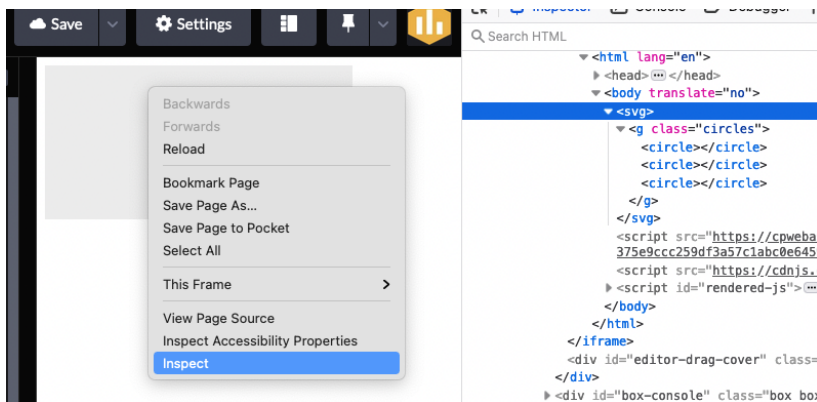 Save
Settings
Backwards
Forwards
Reload
Bookmark Page
Save Page As...
Save Page to Pocket
Select All
This Frame
View Page Source
Inspect Accessibility Properties
Inspect
Inspector
Console
Debugger
Search HTML
<html lang="en">
<head> </head>
<body translate="no">
<svg>
<g class="circles">
<circle></circle>
<circle></circle>
<circle></circle>
</g>
</svg>
<script src="https://cpweba
375e9ccc259df3a57c1abc0e645
<script src="https://cdnjs.
<script id="rendered-js">
</body>
</html>
</iframe>
<div id="editor-drag-cover" class=
</div>
<div id="box-console" class="box box